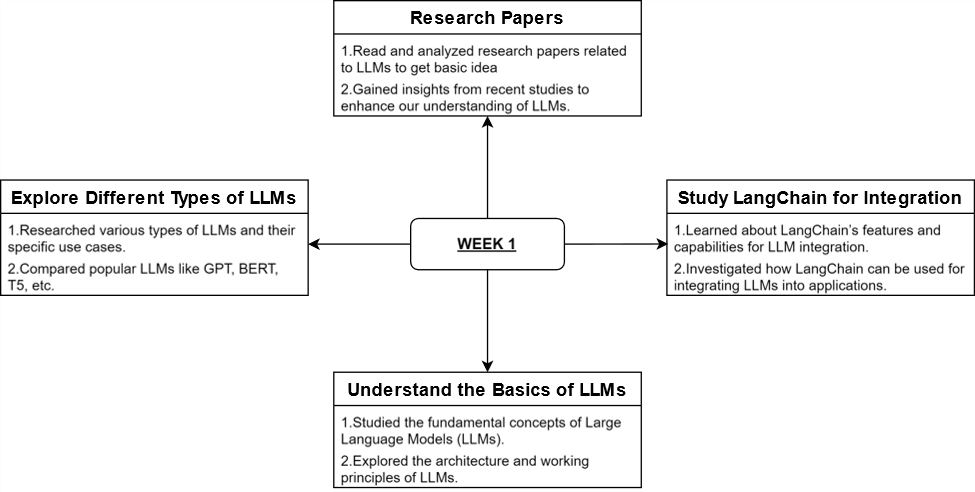 Research Papers
1.Read and analyzed research papers related
to LLMs to get basic idea
2.Gained insights from recent studies to
enhance our understanding of LLMs.
Explore Different Types of LLMs
1.Researched various types of LLMs and their
specific use cases.
2.Compared popular LLMs like GPT, BERT,
T5, etc.
WEEK 1
Study LangChain for Integration
1.Learned about LangChain’s features and
capabilities for LLM integration.
2.Investigated how LangChain can be used for
integrating LLMs into applications.
Understand the Basics of LLMs
1.Studied the fundamental concepts of Large
Language Models (LLMs).
2.Explored the architecture and working
principles of LLMs.